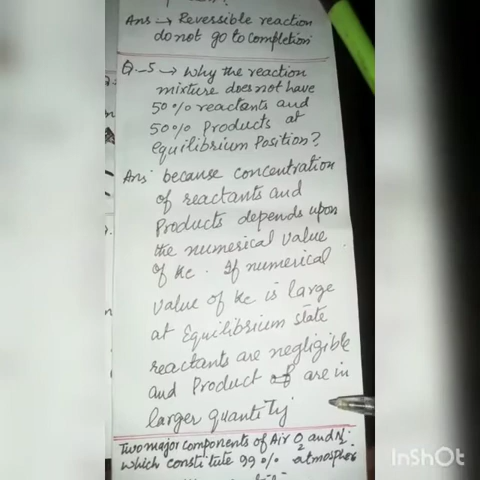 Ans → Reversible reaction
do not go to completion
Q.-5 → Why the reaction
mixture does not have
50% reactants and
50% Products at
Equilibrium Position?
Ans: because concentration
of reactants and
Products depends upon
the numerical value
of Kc. If numerical
value of Kc is large
at Equilibrium state
reactants are negligible
and Product are in
larger quantity
Two major components of Air O2 and N2
which constitute 99% atmospher
InShOt